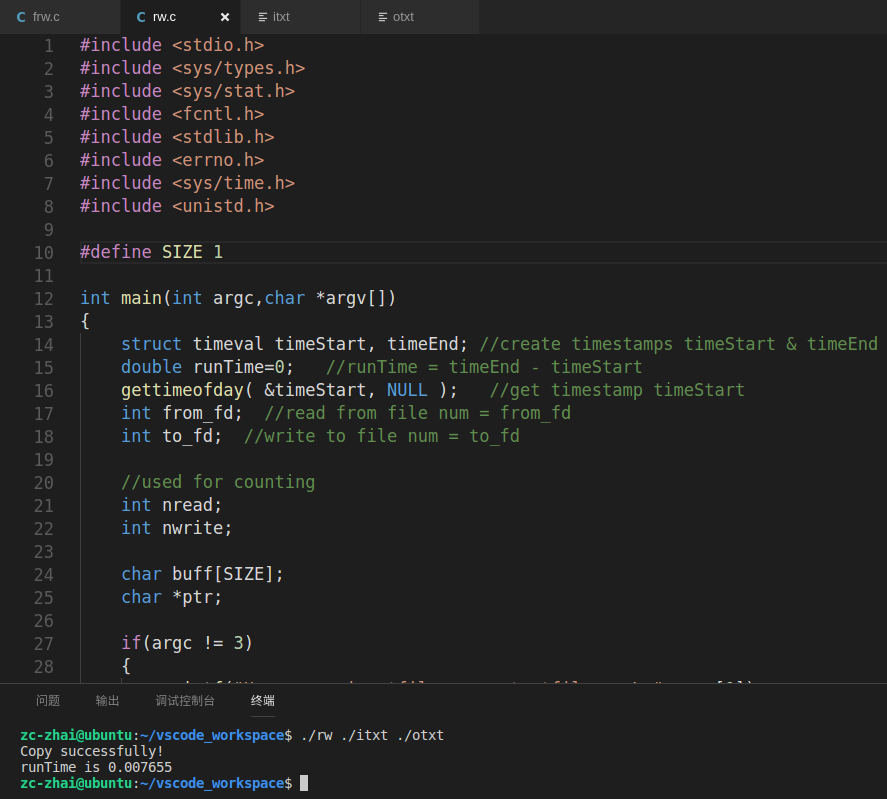 C frw.c
C rw.c ×
itxt
otxt
1 #include <stdio.h>
2 #include <sys/types.h>
3 #include <sys/stat.h>
4 #include <fcntl.h>
5 #include <stdlib.h>
6 #include <errno.h>
7 #include <sys/time.h>
8 #include <unistd.h>
9
10 #define SIZE 1
11
12 int main(int argc,char *argv[])
13 {
14     struct timeval timeStart, timeEnd; //create timestamps timeStart & timeEnd
15     double runTime=0;   //runTime = timeEnd - timeStart
16     gettimeofday( &timeStart, NULL );   //get timestamp timeStart
17     int from_fd;  //read from file num = from_fd
18     int to_fd;  //write to file num = to_fd
19
20     //used for counting
21     int nread;
22     int nwrite;
23
24     char buff[SIZE];
25     char *ptr;
26
27     if(argc != 3)
28     {
问题 输出 调试控制台 终端
zc-zhai@ubuntu:~/vscode_workspace$ ./rw ./itxt ./otxt
Copy successfully!
runTime is 0.007655
zc-zhai@ubuntu:~/vscode_workspace$